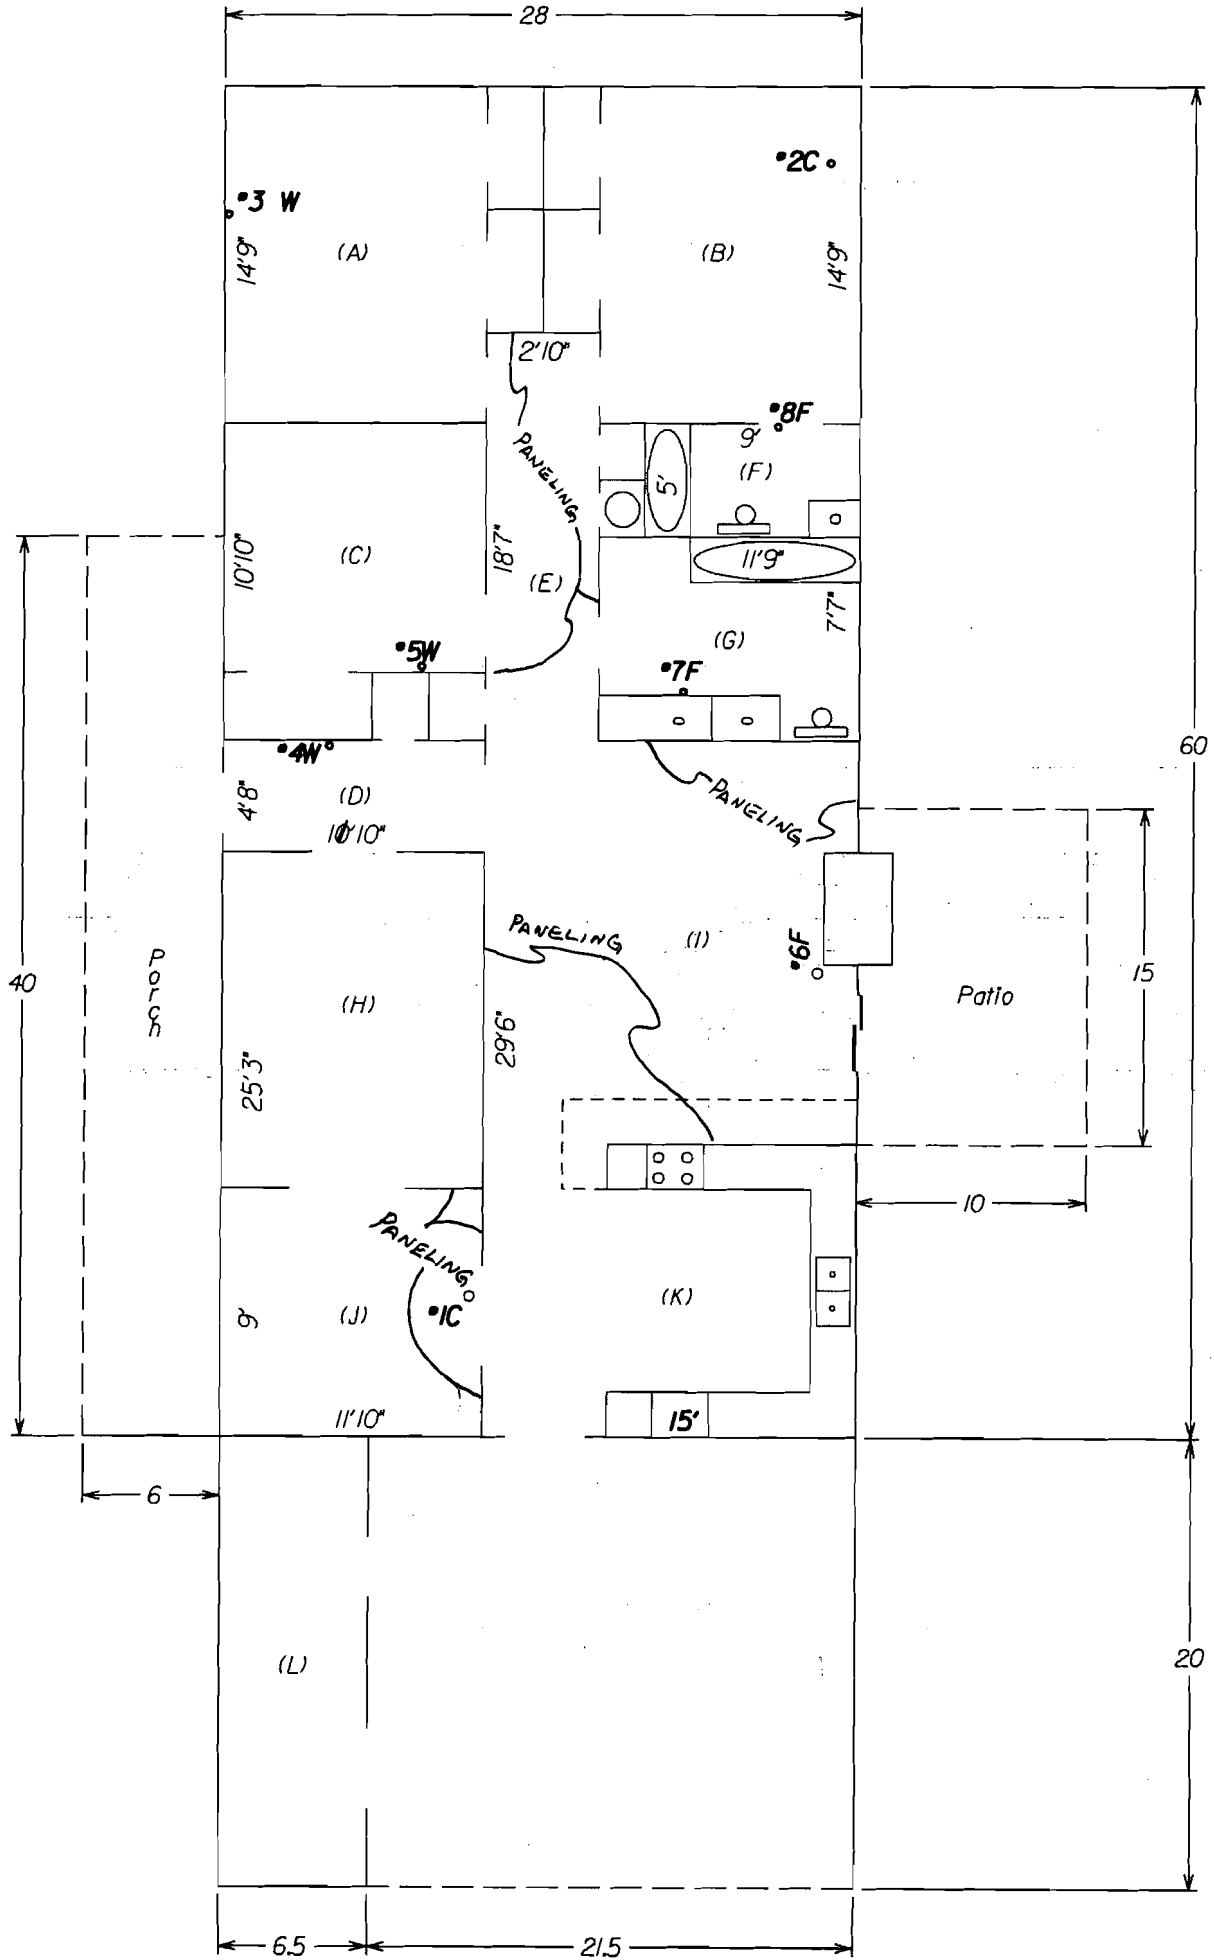 28
*2C
*3 W
14'9"
(A)
(B)
14'9"
2'10"
*8F
9'
(F)
PANELING
5'
10'10"
(C)
18'7"
(E)
11'9"
7'7"
(G)
*5W
*7F
*4W
60
4'8"
(D)
10'10"
PANELING
PANELING
(I)
*6F
40
Porch
(H)
15
Patio
29'6"
25'3"
10
PANELING
9'
(J)
*1C
(K)
11'10"
15'
6
(L)
20
6.5
21.5